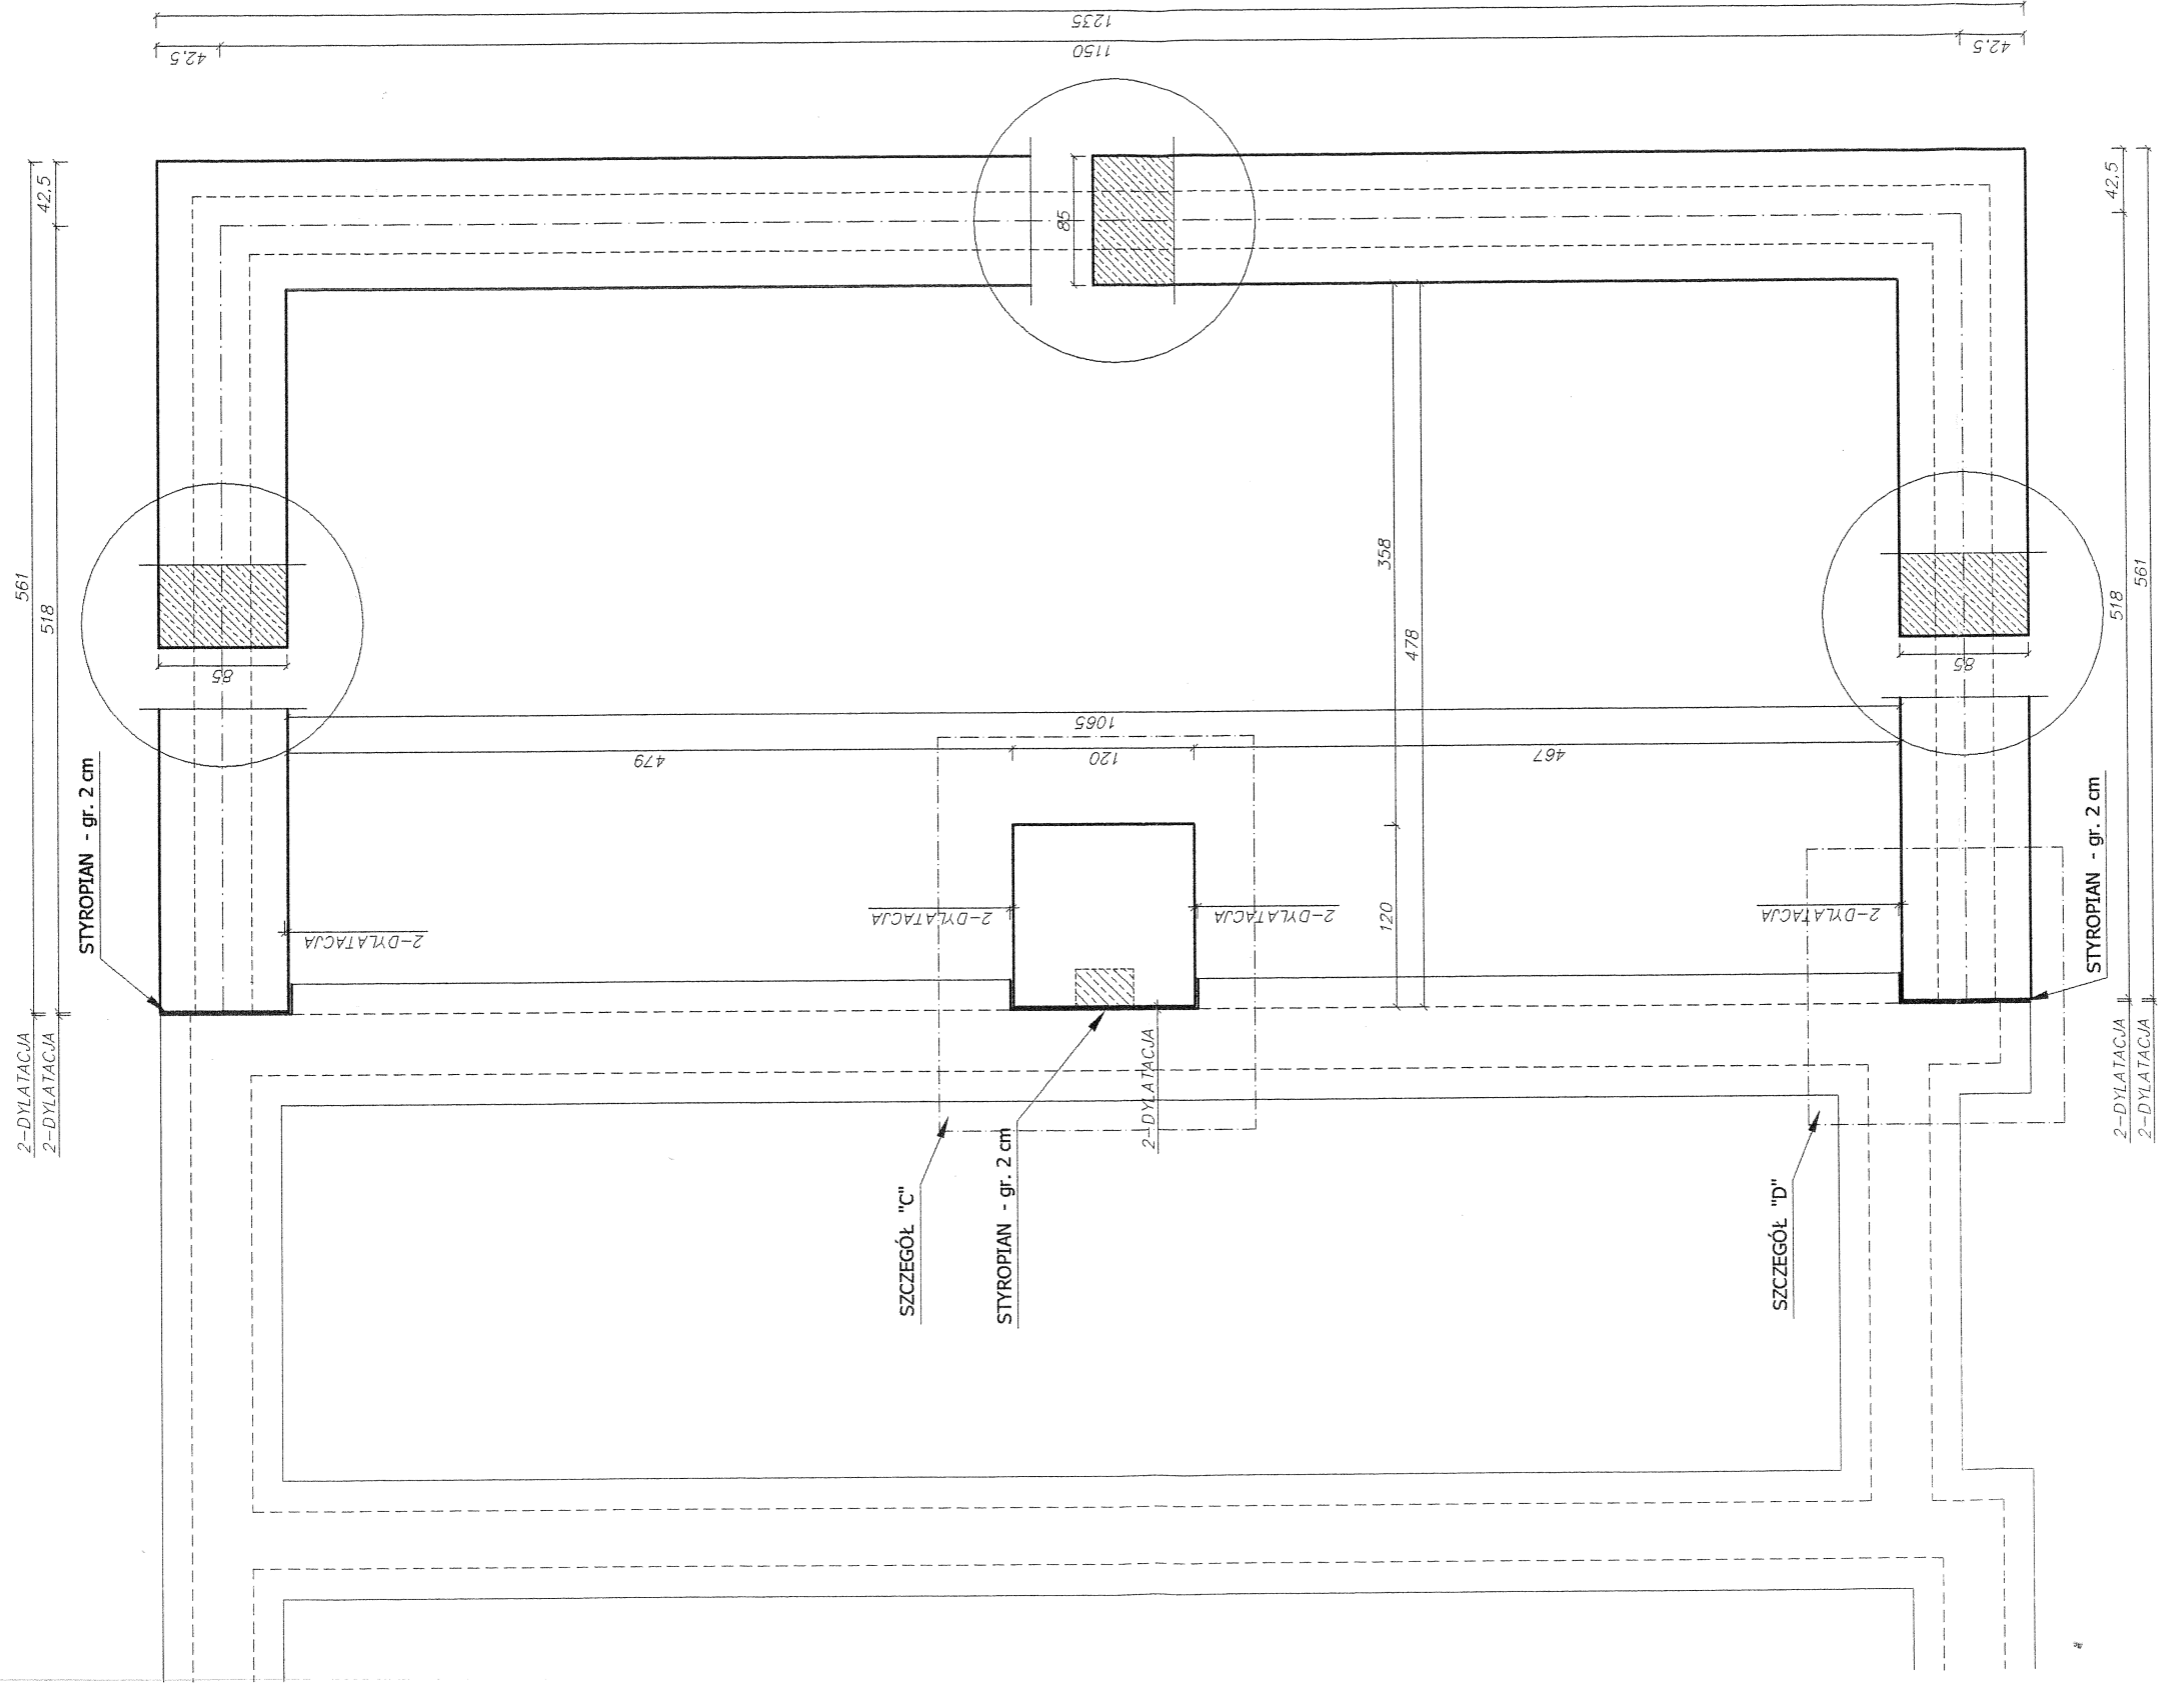 1235
42,5
1150
42,5
561
42,5
518
2-DYLATACJA
2-DYLATACJA
42,5
561
518
2-DYLATACJA
2-DYLATACJA
85
85
85
358
478
120
1065
479
120
467
STYROPIAN - gr. 2 cm
STYROPIAN - gr. 2 cm
2-DYLATACJA
2-DYLATACJA
2-DYLATACJA
2-DYLATACJA
2-DYLATACJA
SZCZEGÓŁ "C"
STYROPIAN - gr. 2 cm
SZCZEGÓŁ "D"